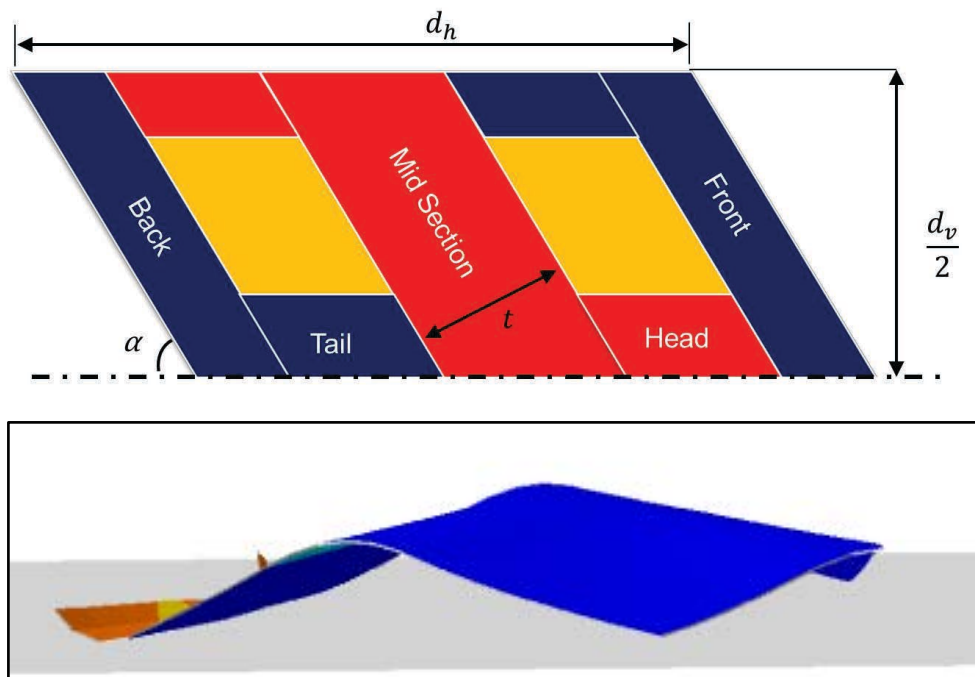 d_h
Back
Mid Section
Front
d_v
2
t
α
Tail
Head